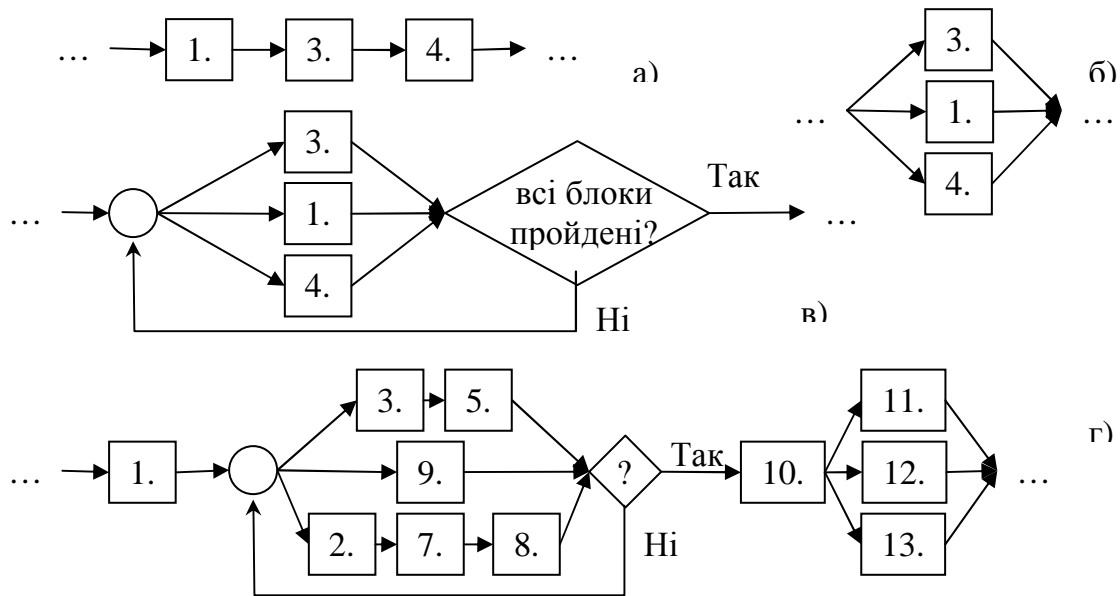 … 1. 3. 4. …
а)
3.
… 1. …
4.
б)
3.
… 1. всі блоки пройдені? Так …
4.
Ні
в)
3. 5.
… 1. 9. ? Так 10.
2. 7. 8.
Ні
11.
12. …
13.
г)